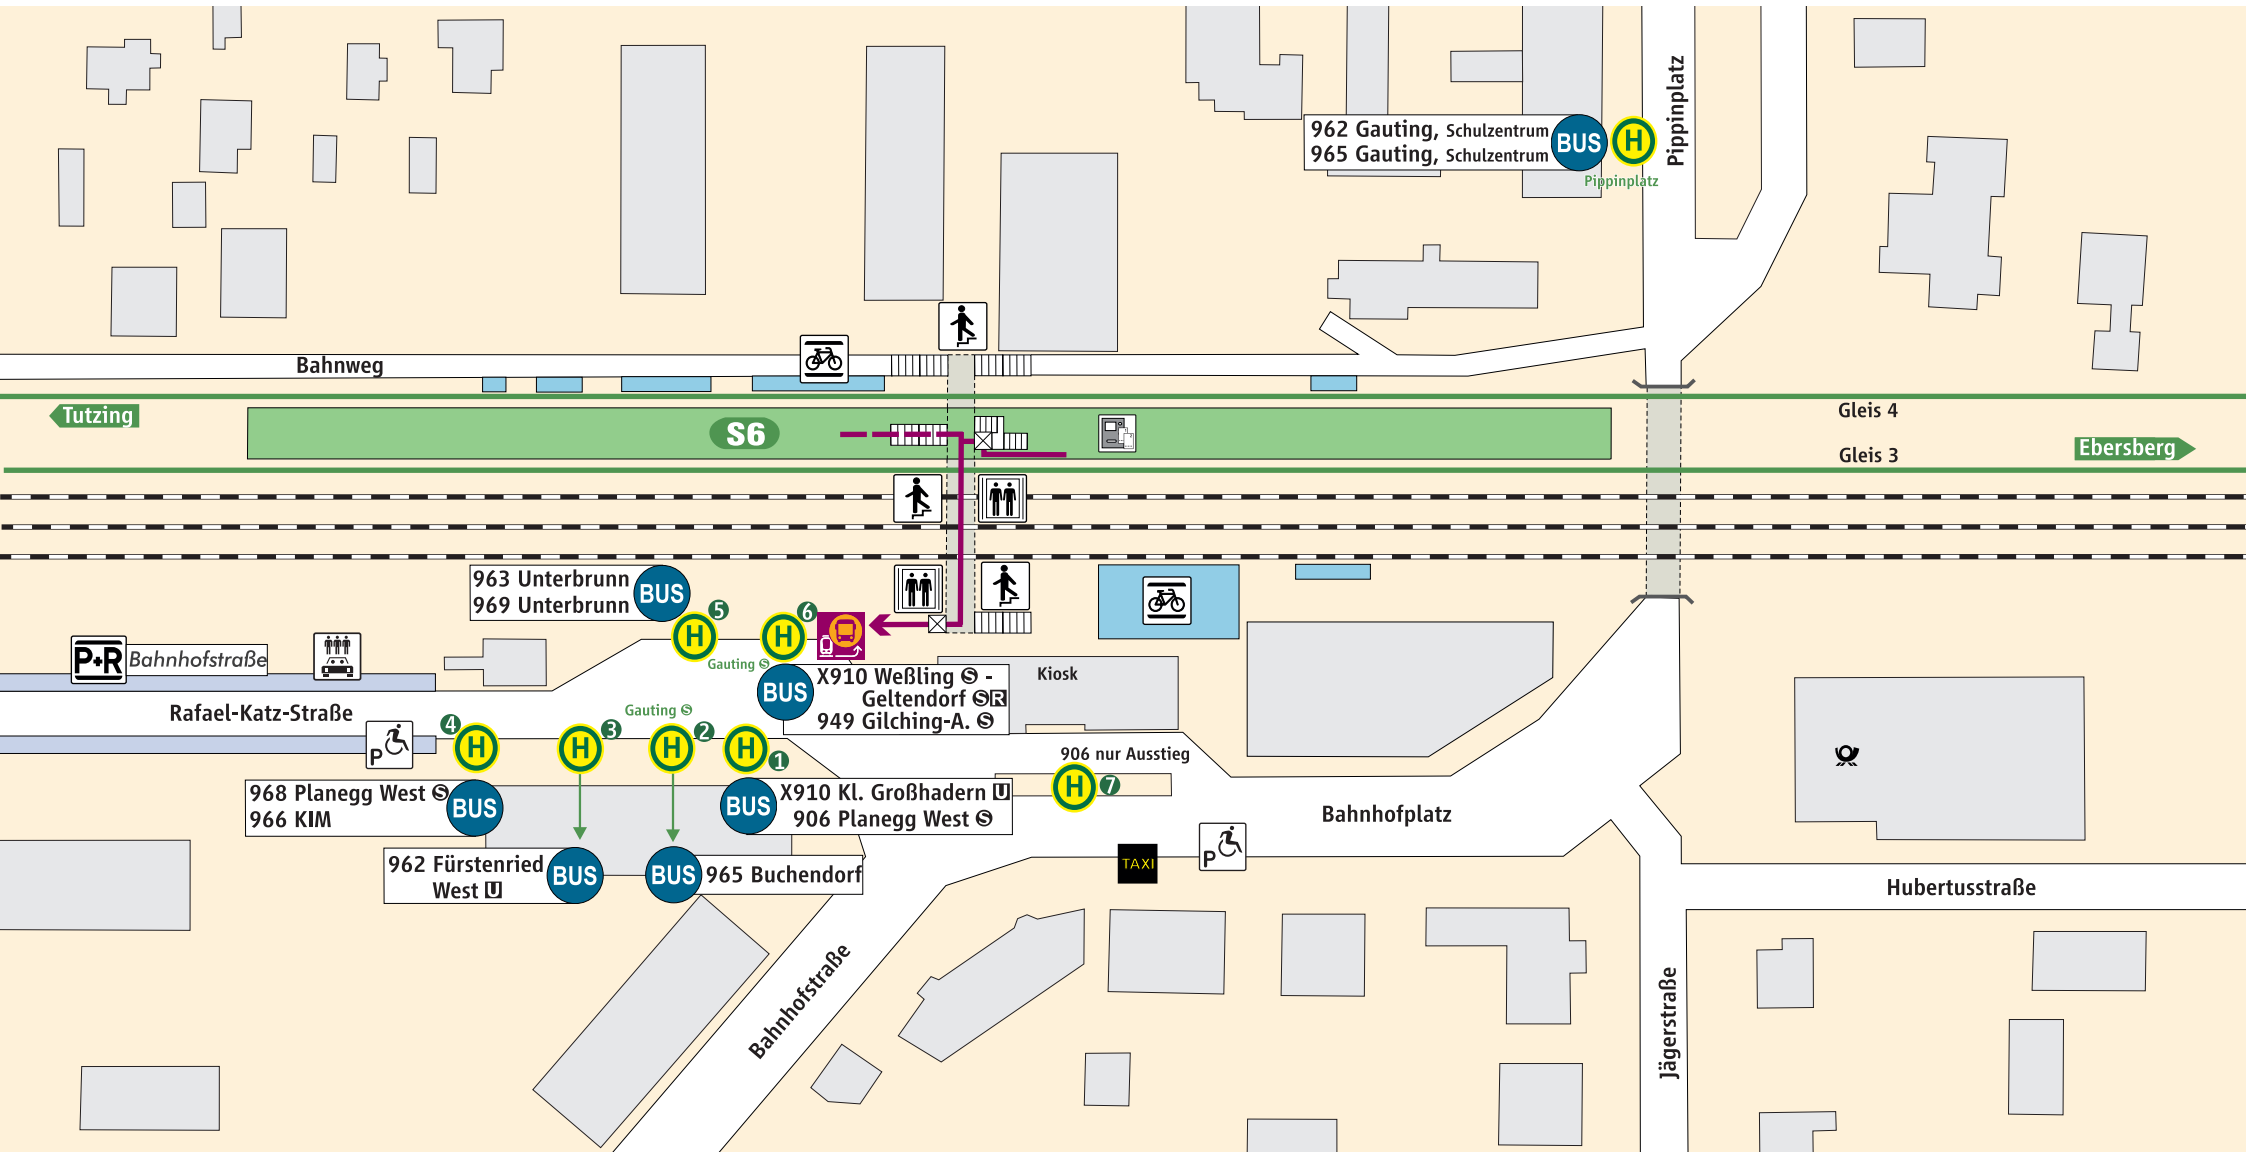 Pippinplatz
962 Gauting, Schulzentrum
965 Gauting, Schulzentrum
BUS
H
Pippinplatz
Bahnweg
Tutzing
S6
Gleis 4
Gleis 3
Ebersberg
963 Unterbrunn
969 Unterbrunn
BUS
H 5
H 6
Gauting S
P+R Bahnhofstraße
BUS
X910 Weßling S -
Geltendorf S R
949 Gilching-A. S
Kiosk
Rafael-Katz-Straße
Gauting S
P
4 H
H 3
H 2
H 1
906 nur Ausstieg
H 7
968 Planegg West S
966 KIM
BUS
BUS
X910 Kl. Großhadern U
906 Planegg West S
Bahnhofplatz
962 Fürstenried
West U
BUS
BUS
965 Buchendorf
TAXI
P
Hubertusstraße
Bahnhofstraße
Jägerstraße